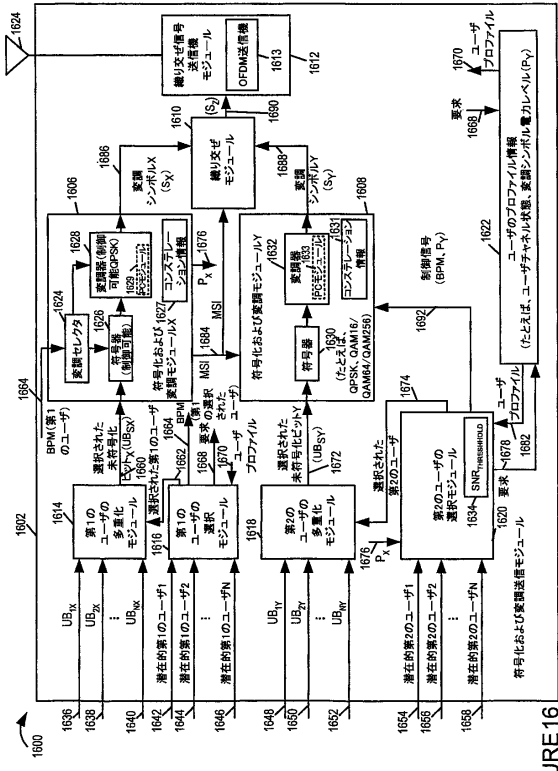 1600
1602
1624
織り交ぜ信号
送信機
モジュール
OFDM送信機
1613
1612
(S_Z)
1690
1610
織り交ぜ
モジュール
1686
変調
シンボルX
(S_X)
1688
変調
シンボルY
(S_Y)
1670
ユーザ
プロファイル
要求
1668
1622
ユーザのプロファイル情報
(たとえば、ユーザチャネル状態、変調シンボル電力レベル(P_Y))
1606
1624
変調セレクタ
1626
符号器
(制御可能)
1628
変調器(制御
可能QPSK)
1629
PCモジュール
1627
コンステレー
ション情報
符号化および
変調モジュールX
1684
MSI
P_X
1676
MSI
1608
符号化および変調モジュールY
1630
符号器
1632
変調器
1633
PCモジュール
1631
コンステレーション
情報
(たとえば、
QPSK, QAM16/
QAM64/QAM256)
制御信号
(BPM, P_Y)
1692
1664
BPM(第1
のユーザ)
選択された
未符号化
ビットX(UB_SX)
1660
1614
第1のユーザ
の多重化
モジュール
選択された第1のユーザ
1662
1616
第1の
ユーザの
選択
モジュール
1664
BPM
(第1
の選択された
ユーザ)
1668
要求
1670
ユーザ
プロファイル
選択された
未符号化ビットY
(UB_SY)
1672
1618
第2の
ユーザの
多重化
モジュール
選択された
第2のユーザ
1674
1676
P_X
第2のユーザの
選択モジュール
1634
SNR_THRESHHOLD
1620
ユーザ
プロファイル
1682
1678
要求
符号化および変調送信モジュール
1636 UB_1X
1638 UB_2X
⋮
1640 UB_NX
1642 潜在的第1のユーザ1
1644 潜在的第1のユーザ2
⋮
1646 潜在的第1のユーザN
1648 UB_1Y
1650 UB_2Y
⋮
1652 UB_NY
1654 潜在的第2のユーザ1
1656 潜在的第2のユーザ2
⋮
1658 潜在的第2のユーザN
URE16